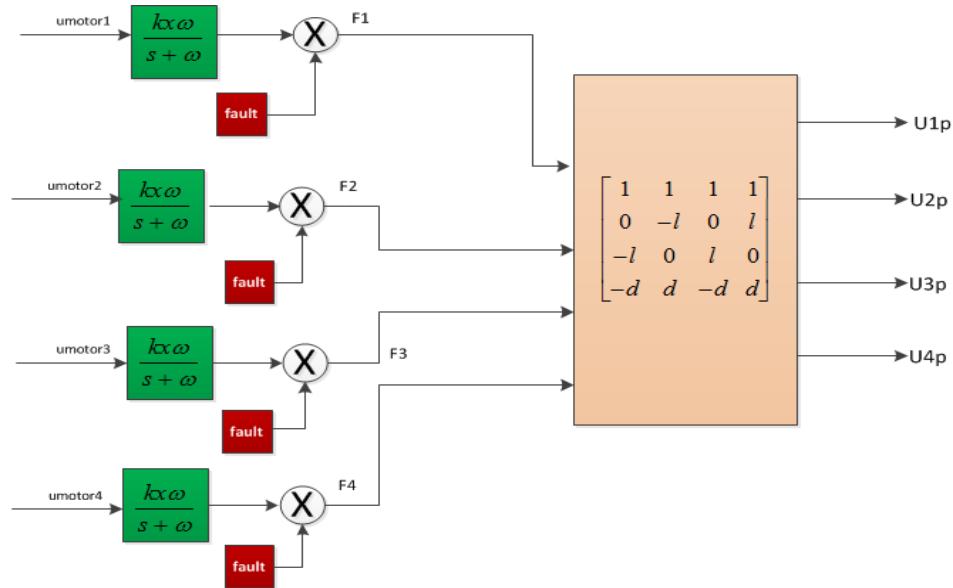 umotor1
kxω
s + ω
X
F1
fault
umotor2
kxω
s + ω
X
F2
fault
umotor3
kxω
s + ω
X
F3
fault
umotor4
kxω
s + ω
X
F4
fault
1 1 1 1
0 -l 0 l
-l 0 l 0
-d d -d d
U1p
U2p
U3p
U4p